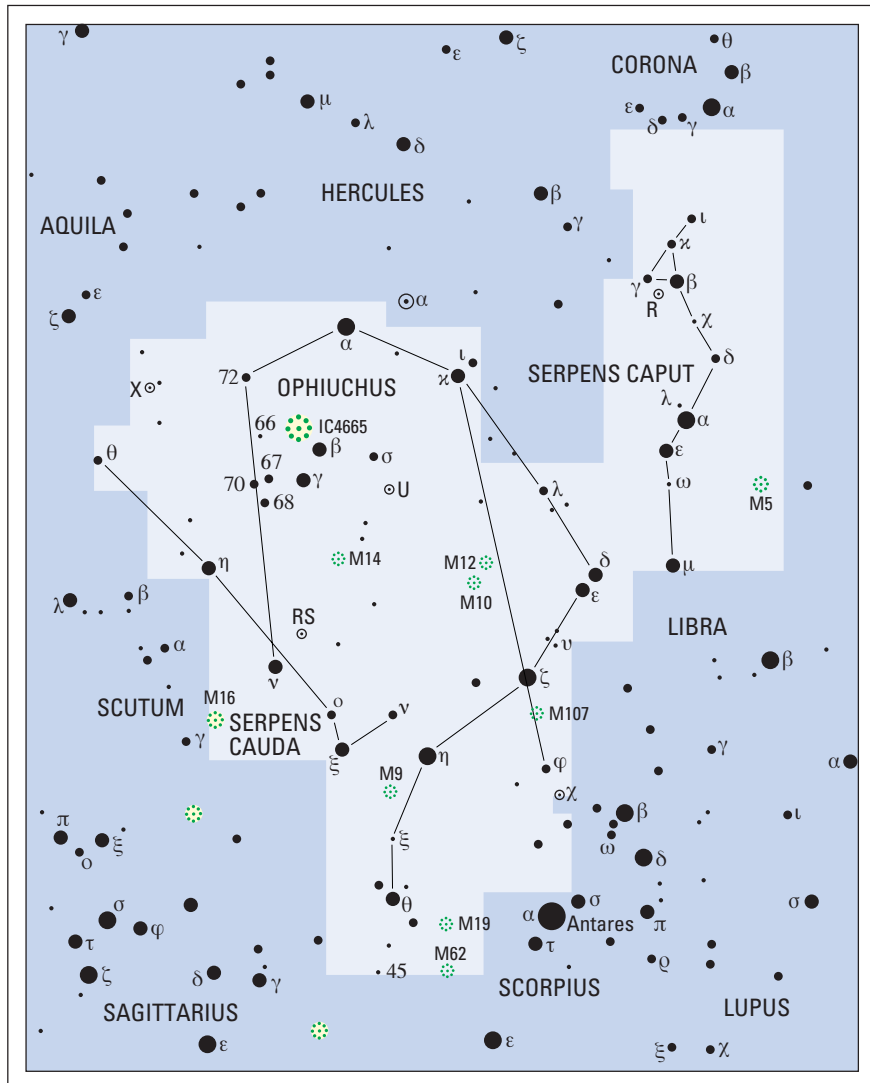 γ
ζ
θ
ε
CORONA
β
μ
ε
α
λ
δ
γ
δ
HERCULES
β
ι
γ
AQUILA
ϰ
γ
β
ε
α
R
ζ
χ
α
ι
δ
72
OPHIUCHUS
ϰ
SERPENS CAPUT
X
λ
α
66
IC4665
β
σ
ε
θ
67
70
γ
λ
ω
U
68
M5
M14
M12
η
δ
μ
M10
ε
λ
β
RS
LIBRA
υ
α
β
ν
ζ
SCUTUM
M16
ο
ν
M107
SERPENS
CAUDA
γ
ξ
η
γ
φ
α
M9
χ
β
ι
π
ξ
ξ
ω
ο
δ
θ
σ
σ
σ
α
Antares
π
φ
M19
τ
τ
M62
ϱ
ζ
δ
γ
45
SCORPIUS
SAGITTARIUS
LUPUS
ε
ε
ξ
χ